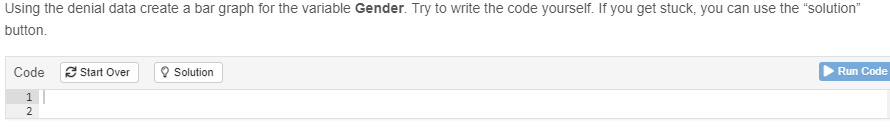 Using the denial data create a bar graph for the variable Gender. Try to write the code yourself. If you get stuck, you can use the “solution”
button.
Code Start Over Solution Run Code
1
2